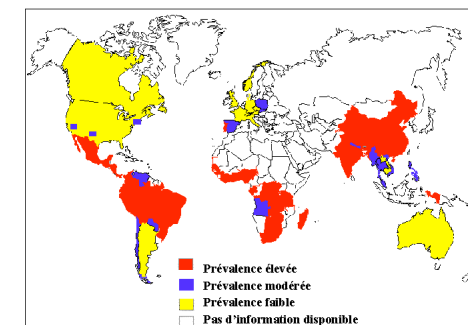 Prévalence élevée
Prévalence modérée
Prévalence faible
Pas d'information disponible